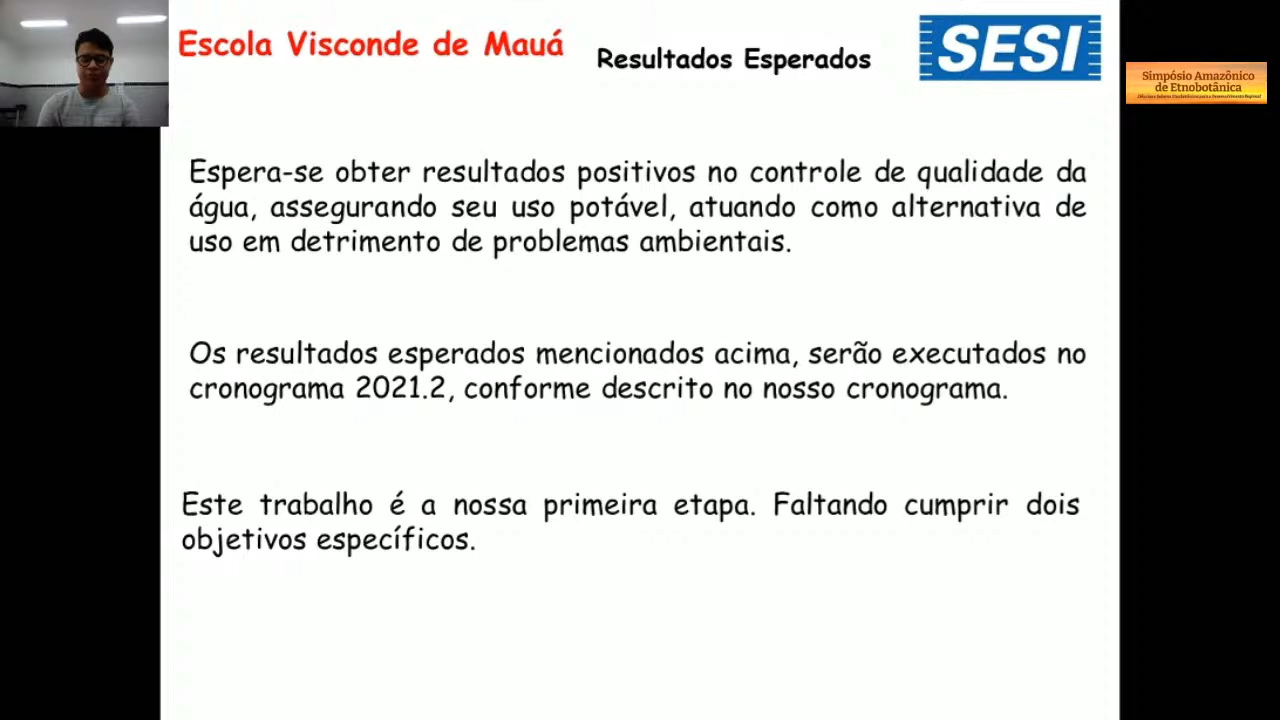 Escola Visconde de Mauá
Resultados Esperados
SESI
Simpósio Amazônico
de Etnobotânica
Espera-se obter resultados positivos no controle de qualidade da
água, assegurando seu uso potável, atuando como alternativa de
uso em detrimento de problemas ambientais.
Os resultados esperados mencionados acima, serão executados no
cronograma 2021.2, conforme descrito no nosso cronograma.
Este trabalho é a nossa primeira etapa. Faltando cumprir dois
objetivos específicos.